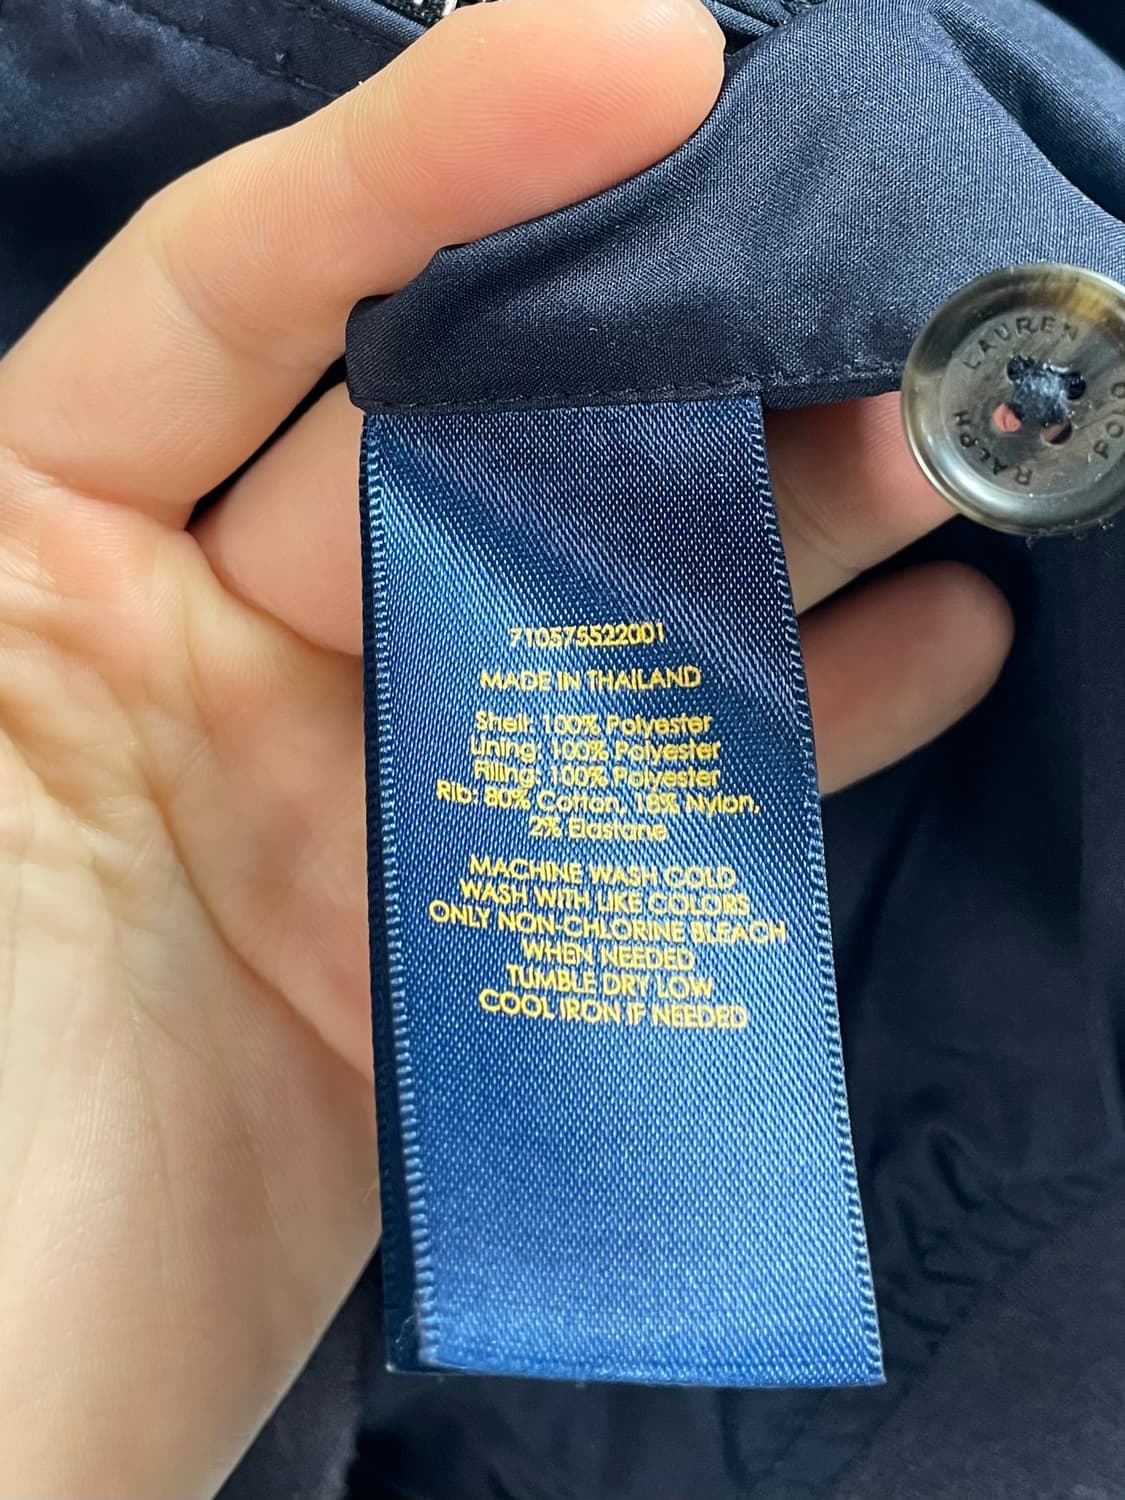 710575522001
MADE IN THAILAND
Shell: 100% Polyester
Lining: 100% Polyester
Filling: 100% Polyester
Rib: 80% Cotton, 18% Nylon,
2% Elastane
MACHINE WASH COLD
WASH WITH LIKE COLORS
ONLY NON-CHLORINE BLEACH
WHEN NEEDED
TUMBLE DRY LOW
COOL IRON IF NEEDED
POLO RALPH LAUREN